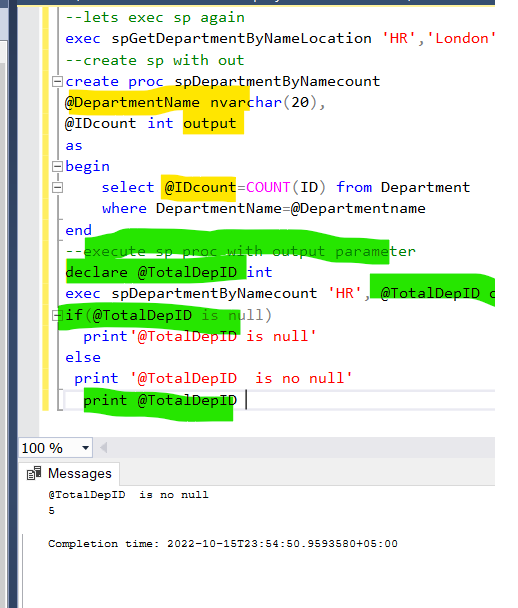 --lets exec sp again
exec spGetDepartmentByNameLocation 'HR','London'
--create sp with out
create proc spDepartmentByNamecount
@DepartmentName nvarchar(20),
@IDcount int output
as
begin
select @IDcount=COUNT(ID) from Department
where DepartmentName=@Departmentname
end
--execute sp proc with output parameter
declare @TotalDepID int
exec spDepartmentByNamecount 'HR', @TotalDepID
if(@TotalDepID is null)
print'@TotalDepID is null'
else
print '@TotalDepID  is no null'
print @TotalDepID
100 %
Messages
@TotalDepID  is no null
5
Completion time: 2022-10-15T23:54:50.9593580+05:00